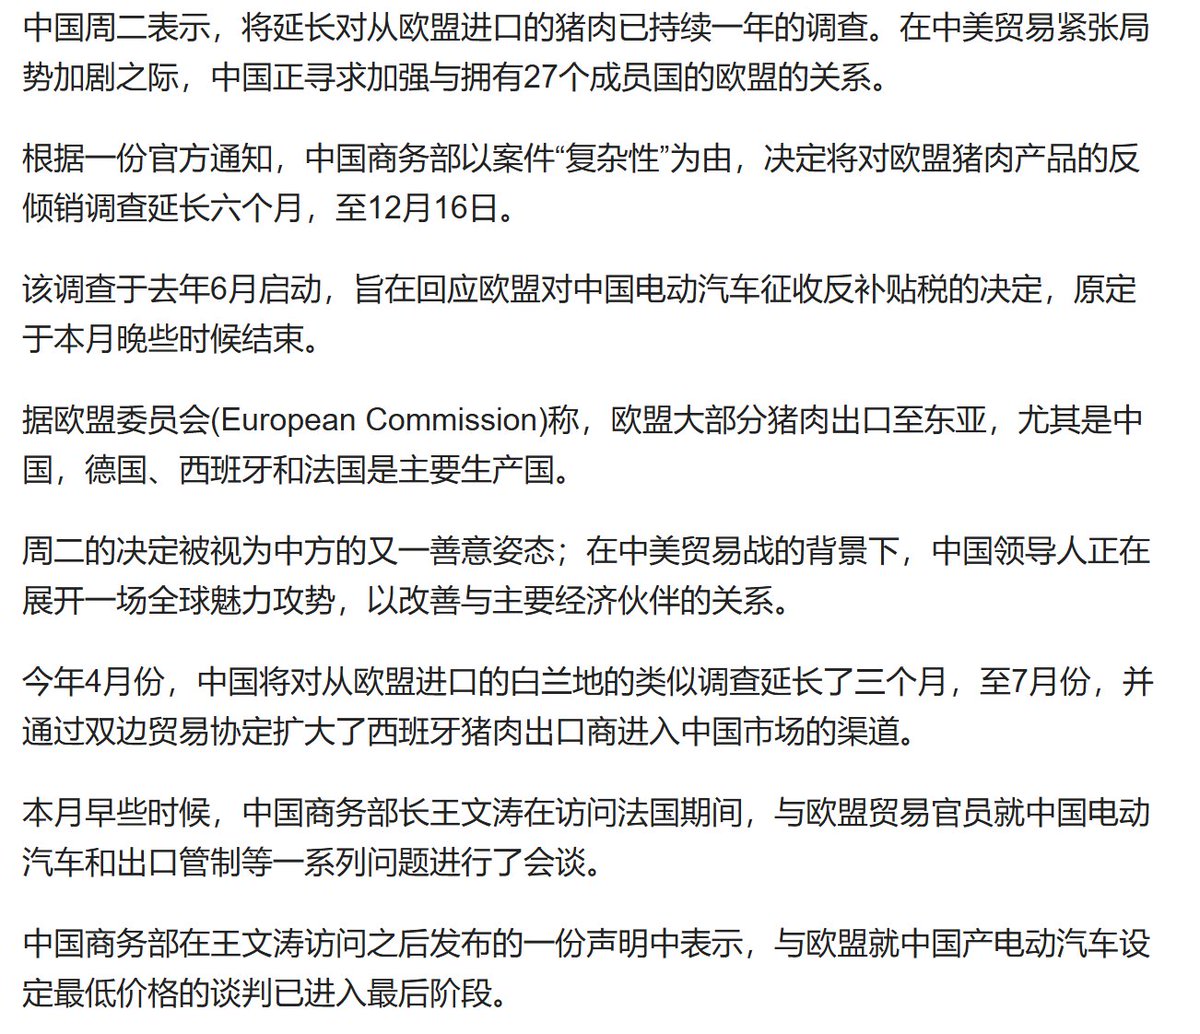 中国周二表示，将延长对从欧盟进口的猪肉已持续一年的调查。在中美贸易紧张局
势加剧之际，中国正寻求加强与拥有27个成员国的欧盟的关系。
根据一份官方通知，中国商务部以案件“复杂性”为由，决定将对欧盟猪肉产品的反
倾销调查延长六个月，至12月16日。
该调查于去年6月启动，旨在回应欧盟对中国电动汽车征收反补贴税的决定，原定
于本月晚些时候结束。
据欧盟委员会(European Commission)称，欧盟大部分猪肉出口至东亚，尤其是中
国，德国、西班牙和法国是主要生产国。
周二的决定被视为中方的又一善意姿态；在中美贸易战的背景下，中国领导人正在
展开一场全球魅力攻势，以改善与主要经济伙伴的关系。
今年4月份，中国将对从欧盟进口的白兰地的类似调查延长了三个月，至7月份，并
通过双边贸易协定扩大了西班牙猪肉出口商进入中国市场的渠道。
本月早些时候，中国商务部长王文涛在访问法国期间，与欧盟贸易官员就中国电动
汽车和出口管制等一系列问题进行了会谈。
中国商务部在王文涛访问之后发布的一份声明中表示，与欧盟就中国产电动汽车设
定最低价格的谈判已进入最后阶段。